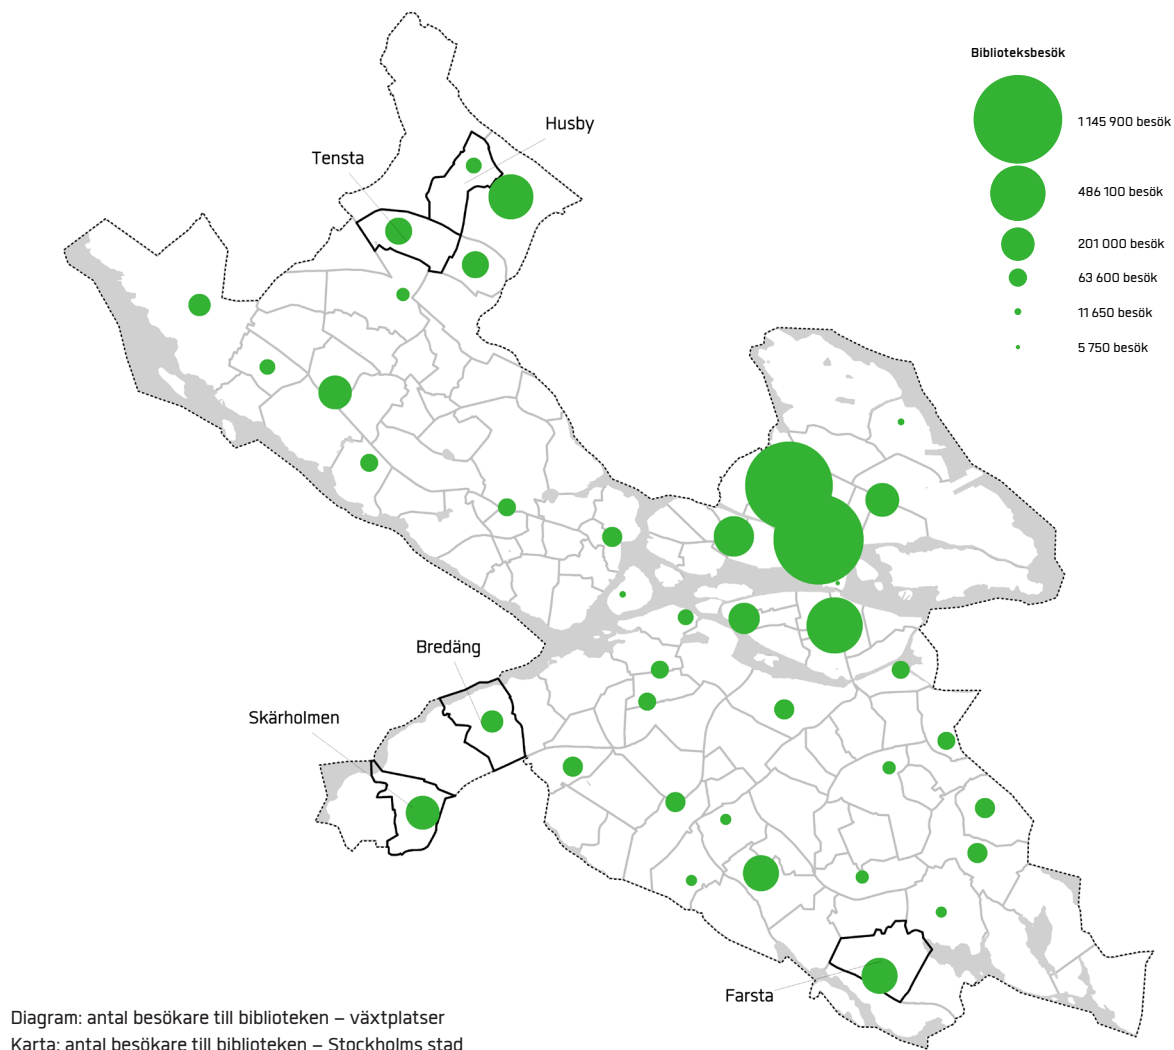 Biblioteksbesök
1 145 900 besök
486 100 besök
201 000 besök
63 600 besök
11 650 besök
5 750 besök
Husby
Tensta
Bredäng
Skärholmen
Farsta
Diagram: antal besökare till biblioteken – växtplatser
Karta: antal besökare till biblioteken – Stockholms stad